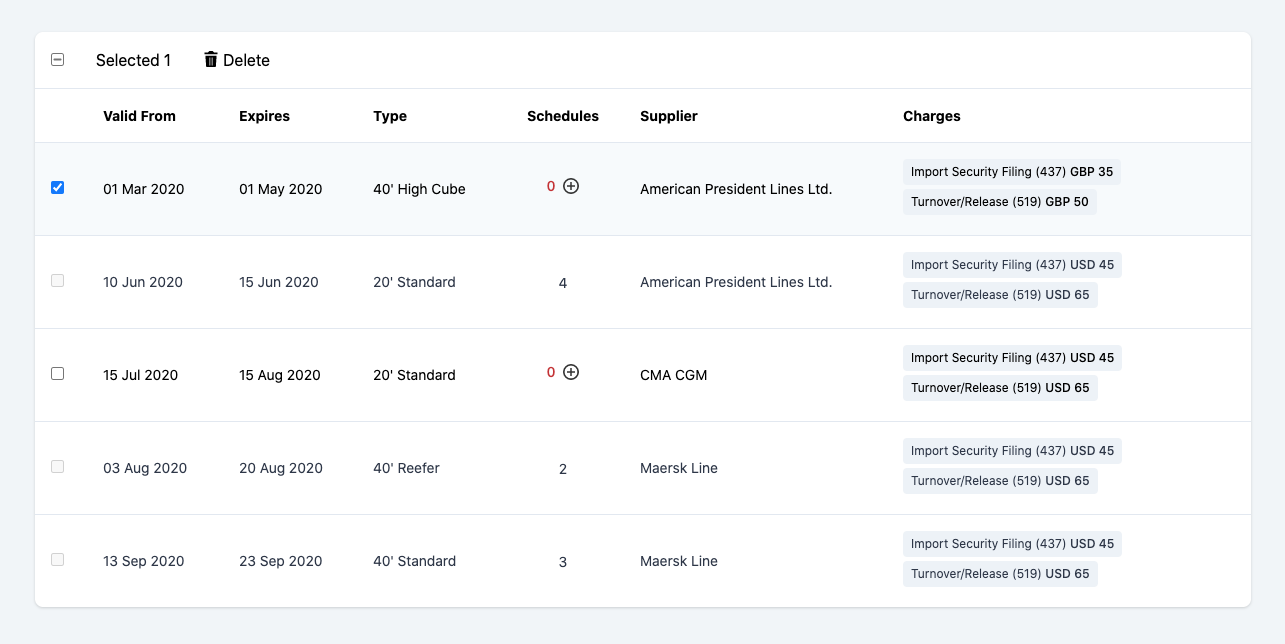 Selected 1 Delete
Valid From Expires Type Schedules Supplier Charges
01 Mar 2020 01 May 2020 40' High Cube 0 American President Lines Ltd. Import Security Filing (437) GBP 35
Turnover/Release (519) GBP 50
10 Jun 2020 15 Jun 2020 20' Standard 4 American President Lines Ltd. Import Security Filing (437) USD 45
Turnover/Release (519) USD 65
15 Jul 2020 15 Aug 2020 20' Standard 0 CMA CGM Import Security Filing (437) USD 45
Turnover/Release (519) USD 65
03 Aug 2020 20 Aug 2020 40' Reefer 2 Maersk Line Import Security Filing (437) USD 45
Turnover/Release (519) USD 65
13 Sep 2020 23 Sep 2020 40' Standard 3 Maersk Line Import Security Filing (437) USD 45
Turnover/Release (519) USD 65